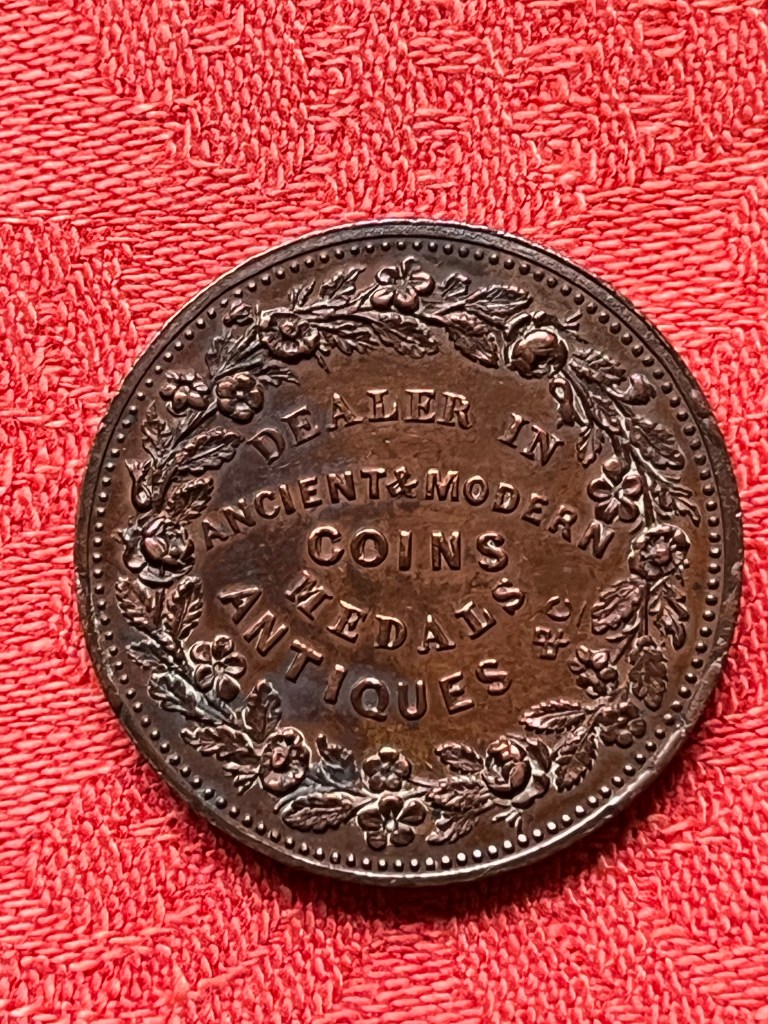 DEALER IN
ANCIENT & MODERN
COINS
MEDALS
ANTIQUES &C